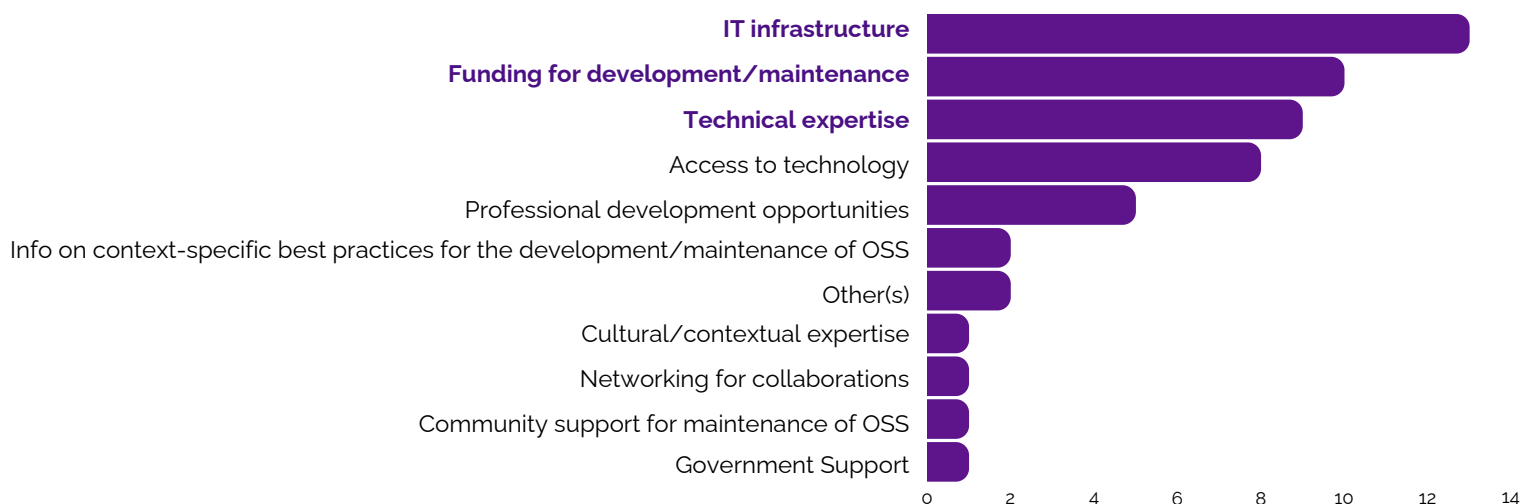 IT infrastructure
Funding for development/maintenance
Technical expertise
Access to technology
Professional development opportunities
Info on context-specific best practices for the development/maintenance of OSS
Other(s)
Cultural/contextual expertise
Networking for collaborations
Community support for maintenance of OSS
Government Support
0 2 4 6 8 10 12 14